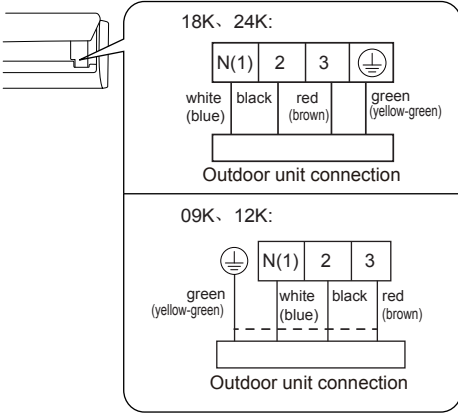 18K、24K:
N(1) 2 3
white black red green
(blue) (brown) (yellow-green)
Outdoor unit connection
09K、12K:
N(1) 2 3
green white black red
(yellow-green) (blue) (brown)
Outdoor unit connection